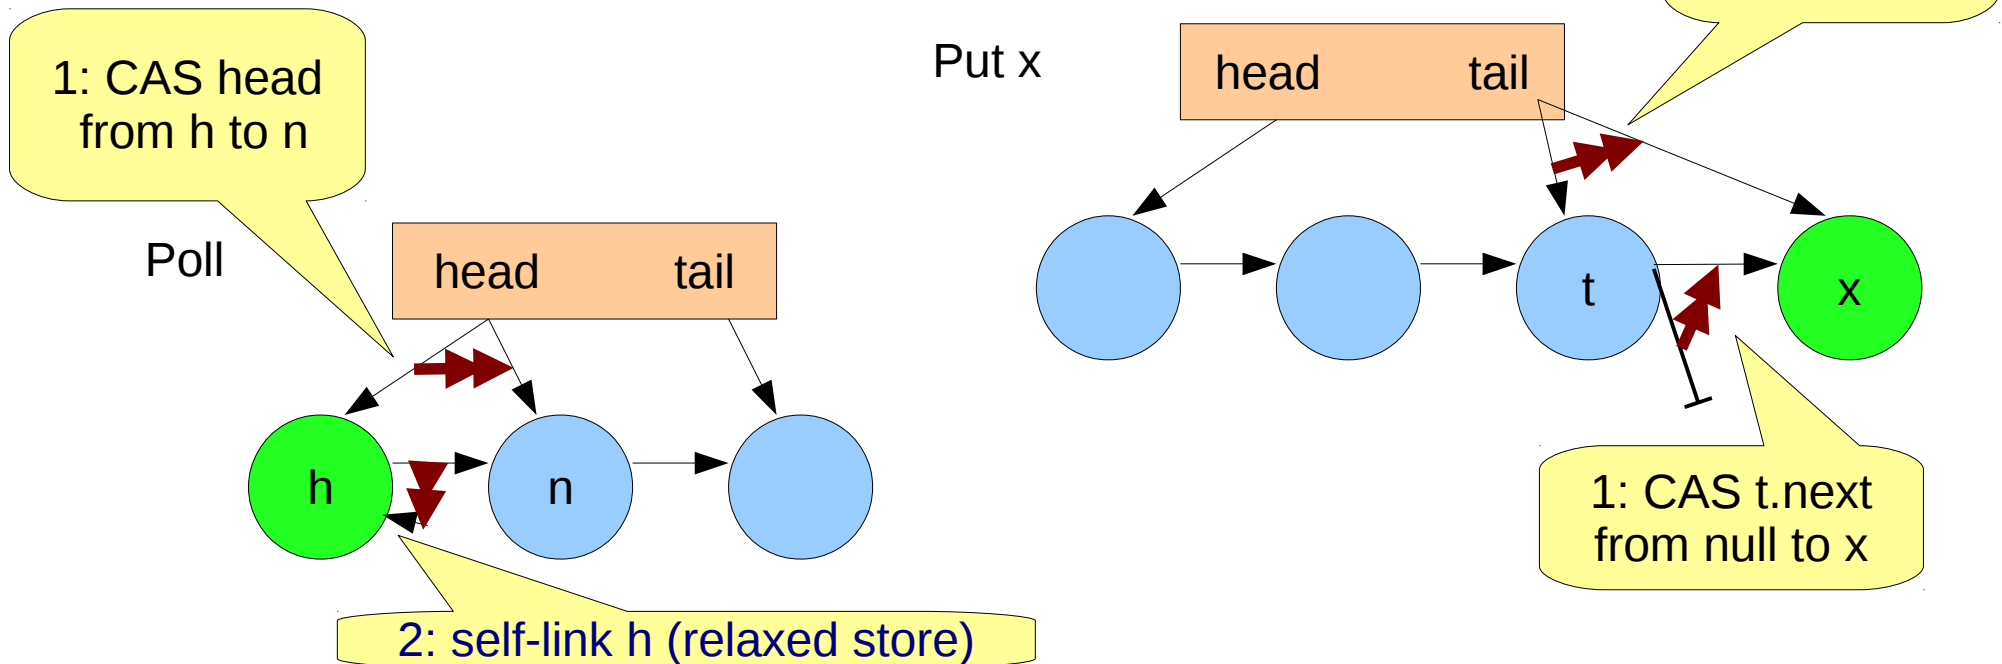 1: CAS head
from h to n
Poll
head tail
h
n
2: self-link h (relaxed store)
Put x
head tail
t
x
1: CAS t.next
from null to x